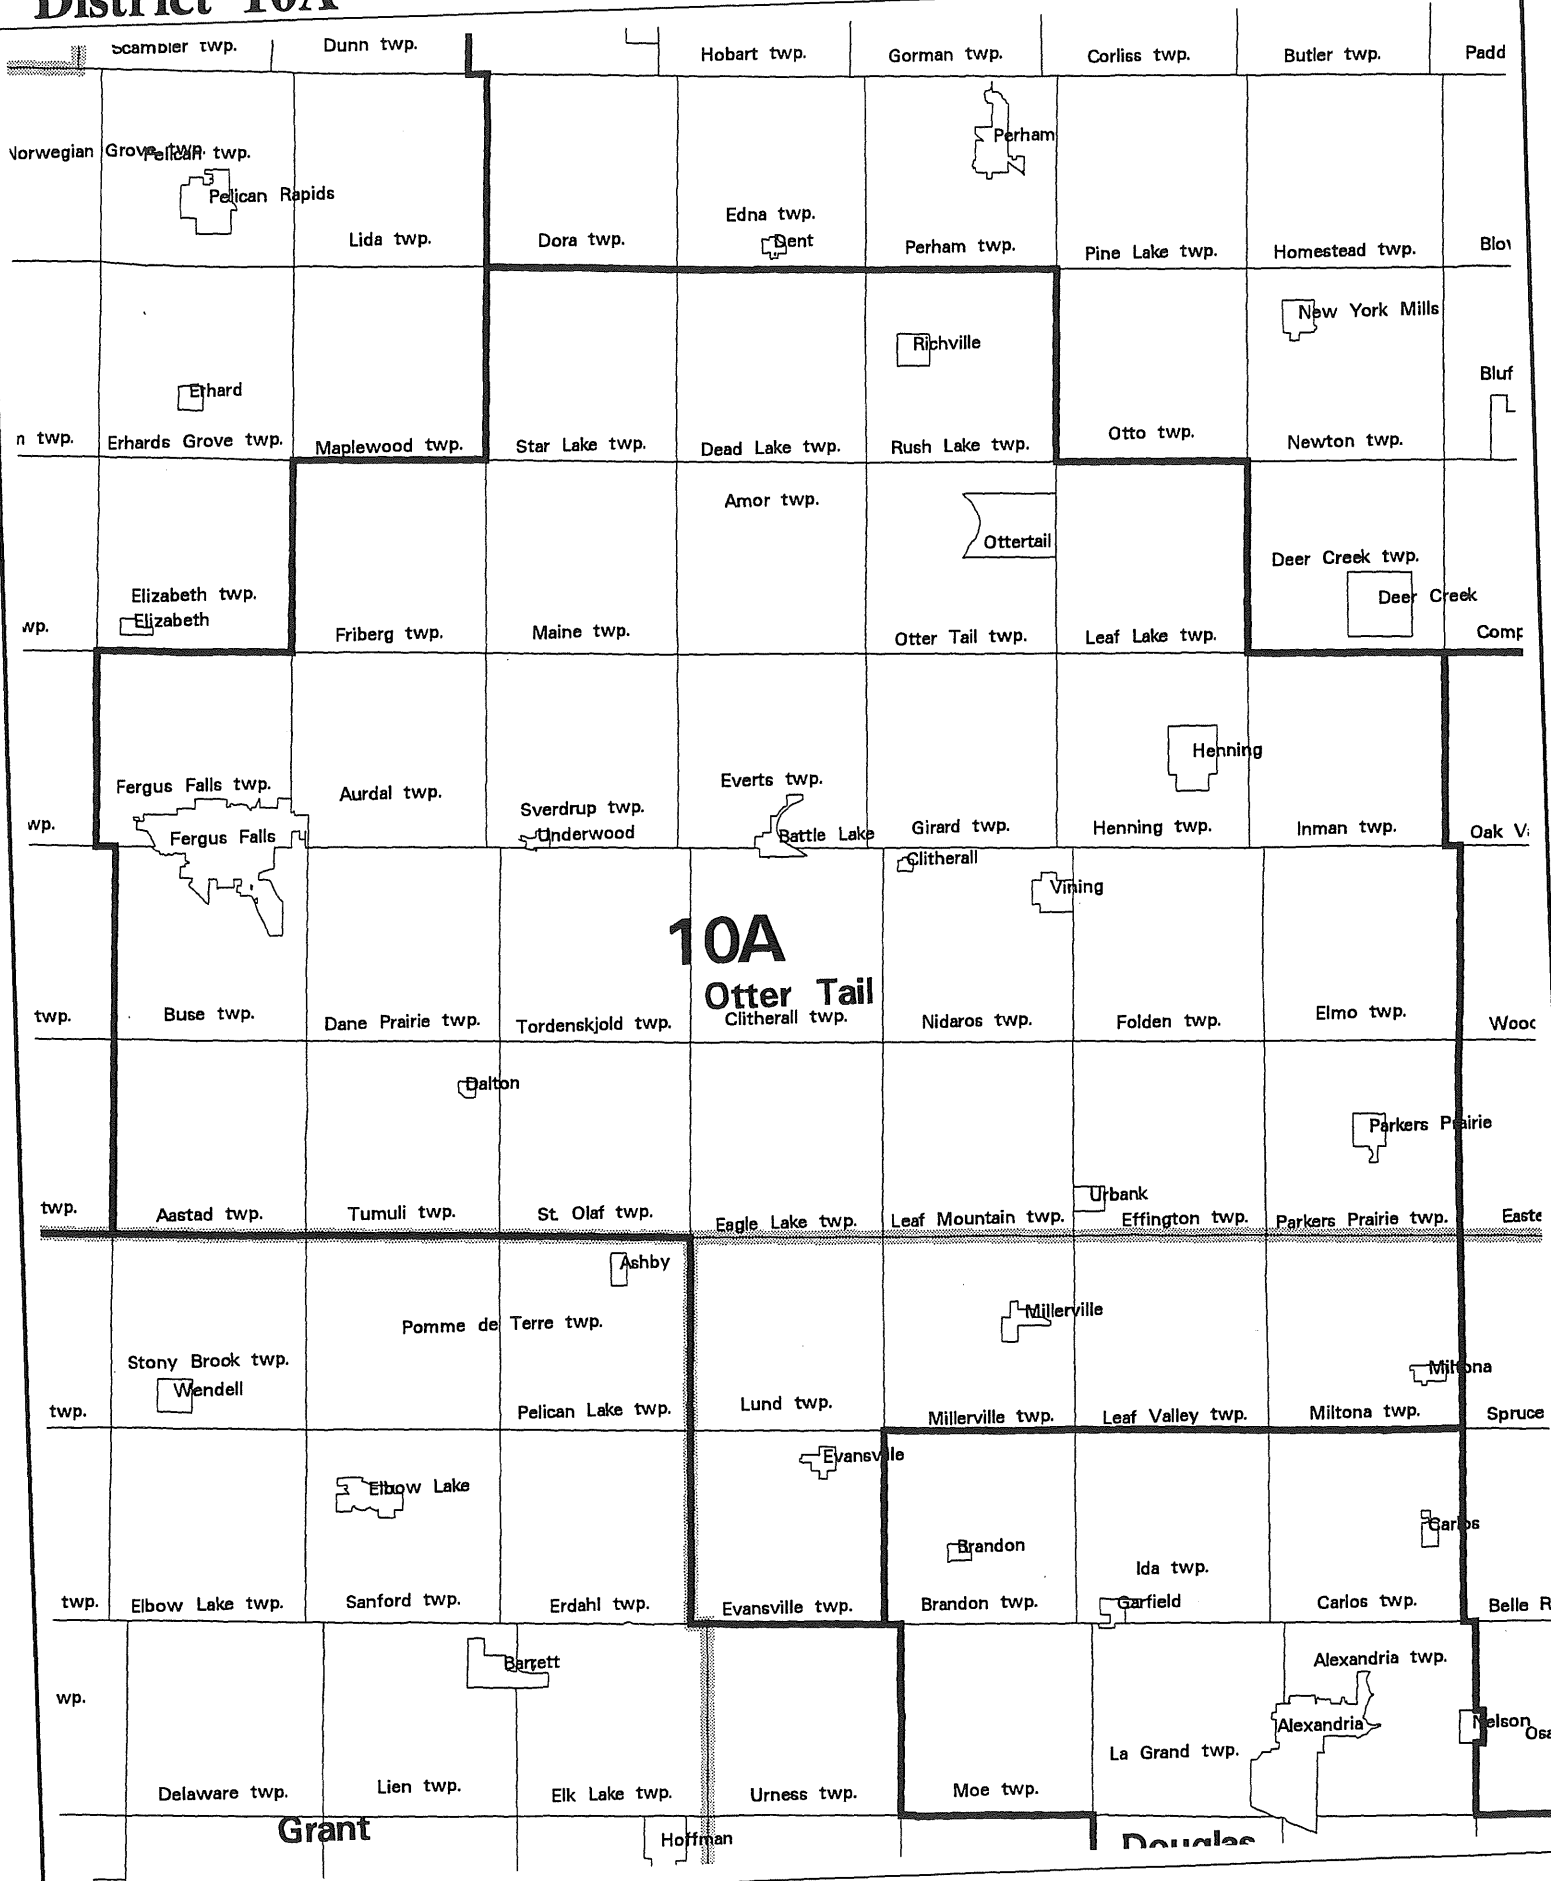 District 10A
Scambler twp.
Dunn twp.
Hobart twp.
Gorman twp.
Corliss twp.
Butler twp.
Padd
Norwegian Grove twp.
Pelican twp.
Pelican Rapids
Perham
Lida twp.
Dora twp.
Edna twp.
Dent
Perham twp.
Pine Lake twp.
Homestead twp.
Blov
New York Mills
Richville
Erhard
Bluf
n twp.
Erhards Grove twp.
Maplewood twp.
Star Lake twp.
Dead Lake twp.
Rush Lake twp.
Otto twp.
Newton twp.
Amor twp.
Ottertail
Deer Creek twp.
Deer Creek
Elizabeth twp.
Elizabeth
wp.
Friberg twp.
Maine twp.
Otter Tail twp.
Leaf Lake twp.
Comp
Henning
Fergus Falls twp.
Fergus Falls
Aurdal twp.
Sverdrup twp.
Underwood
Everts twp.
Battle Lake
Girard twp.
Henning twp.
Inman twp.
wp.
Oak Vi
Clitherall
Vining
10A
Otter Tail
twp.
Buse twp.
Dane Prairie twp.
Tordenskjold twp.
Clitherall twp.
Nidaros twp.
Folden twp.
Elmo twp.
Wooc
Dalton
Parkers Prairie
Urbank
twp.
Aastad twp.
Tumuli twp.
St. Olaf twp.
Eagle Lake twp.
Leaf Mountain twp.
Effington twp.
Parkers Prairie twp.
Easte
Ashby
Pomme de Terre twp.
Millerville
Stony Brook twp.
Wendell
Miltona
twp.
Pelican Lake twp.
Lund twp.
Millerville twp.
Leaf Valley twp.
Miltona twp.
Spruce
Evansville
Elbow Lake
Carlos
Brandon
Ida twp.
Garfield
twp.
Elbow Lake twp.
Sanford twp.
Erdahl twp.
Evansville twp.
Brandon twp.
Carlos twp.
Belle R
Barrett
Alexandria twp.
wp.
Alexandria
Nelson
Osa
La Grand twp.
Delaware twp.
Lien twp.
Elk Lake twp.
Urness twp.
Moe twp.
Grant
Hoffman
Douglas